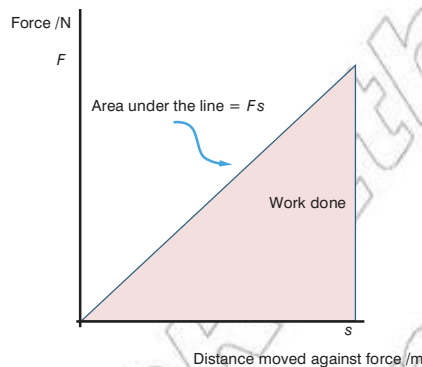 Force /N
F
Area under the line = Fs
Work done
s
Distance moved against force /m